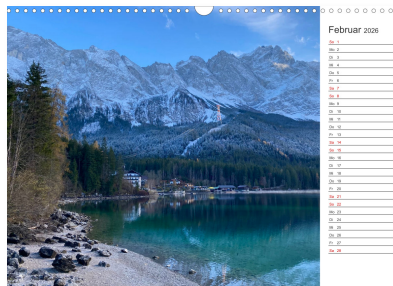 Februar 2026
So 1
Mo 2
Di 3
Mi 4
Do 5
Fr 6
Sa 7
So 8
Mo 9
Di 10
Mi 11
Do 12
Fr 13
Sa 14
So 15
Mo 16
Di 17
Mi 18
Do 19
Fr 20
Sa 21
So 22
Mo 23
Di 24
Mi 25
Do 26
Fr 27
Sa 28